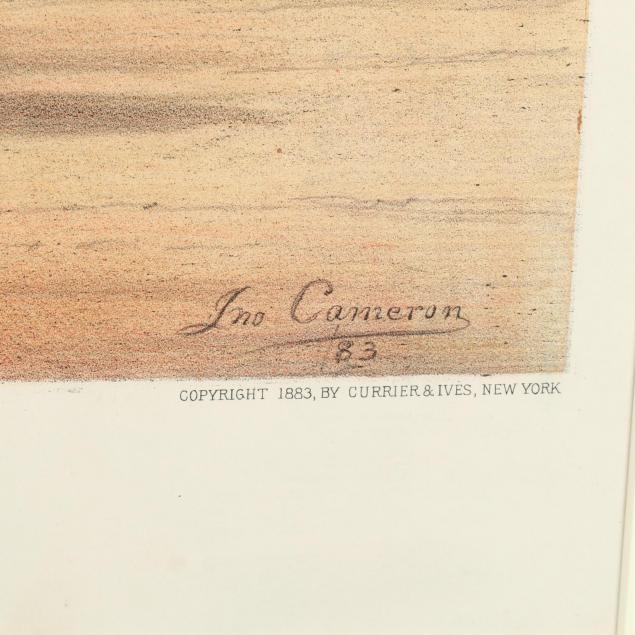 Jno Cameron
83
COPYRIGHT 1883, BY CURRIER & IVES, NEW YORK